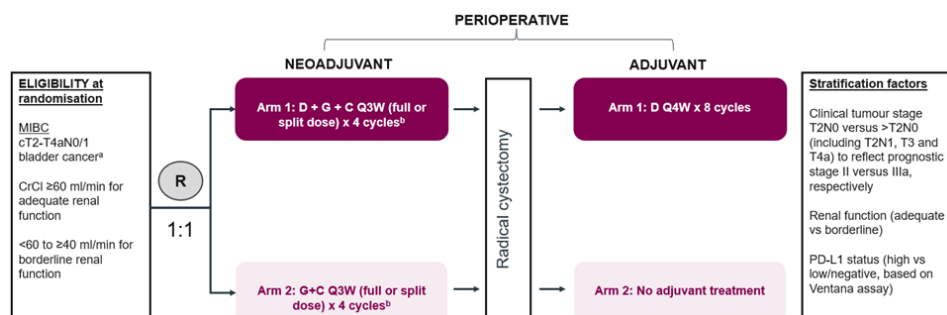 PERIOPERATIVE
NEOADJUVANT
ADJUVANT
ELIGIBILITY at
randomisation
MIBC
cT2-T4aN0/1
bladder cancerᵃ
CrCl ≥60 ml/min for
adequate renal
function
<60 to ≥40 ml/min for
borderline renal
function
R
1:1
Arm 1: D + G + C Q3W (full or
split dose) x 4 cyclesᵇ
Arm 2: G+C Q3W (full or split
dose) x 4 cyclesᵇ
Radical cystectomy
Arm 1: D Q4W x 8 cycles
Arm 2: No adjuvant treatment
Stratification factors
Clinical tumour stage
T2N0 versus >T2N0
(including T2N1, T3 and
T4a) to reflect prognostic
stage II versus IIIa,
respectively
Renal function (adequate
vs borderline)
PD-L1 status (high vs
low/negative, based on
Ventana assay)